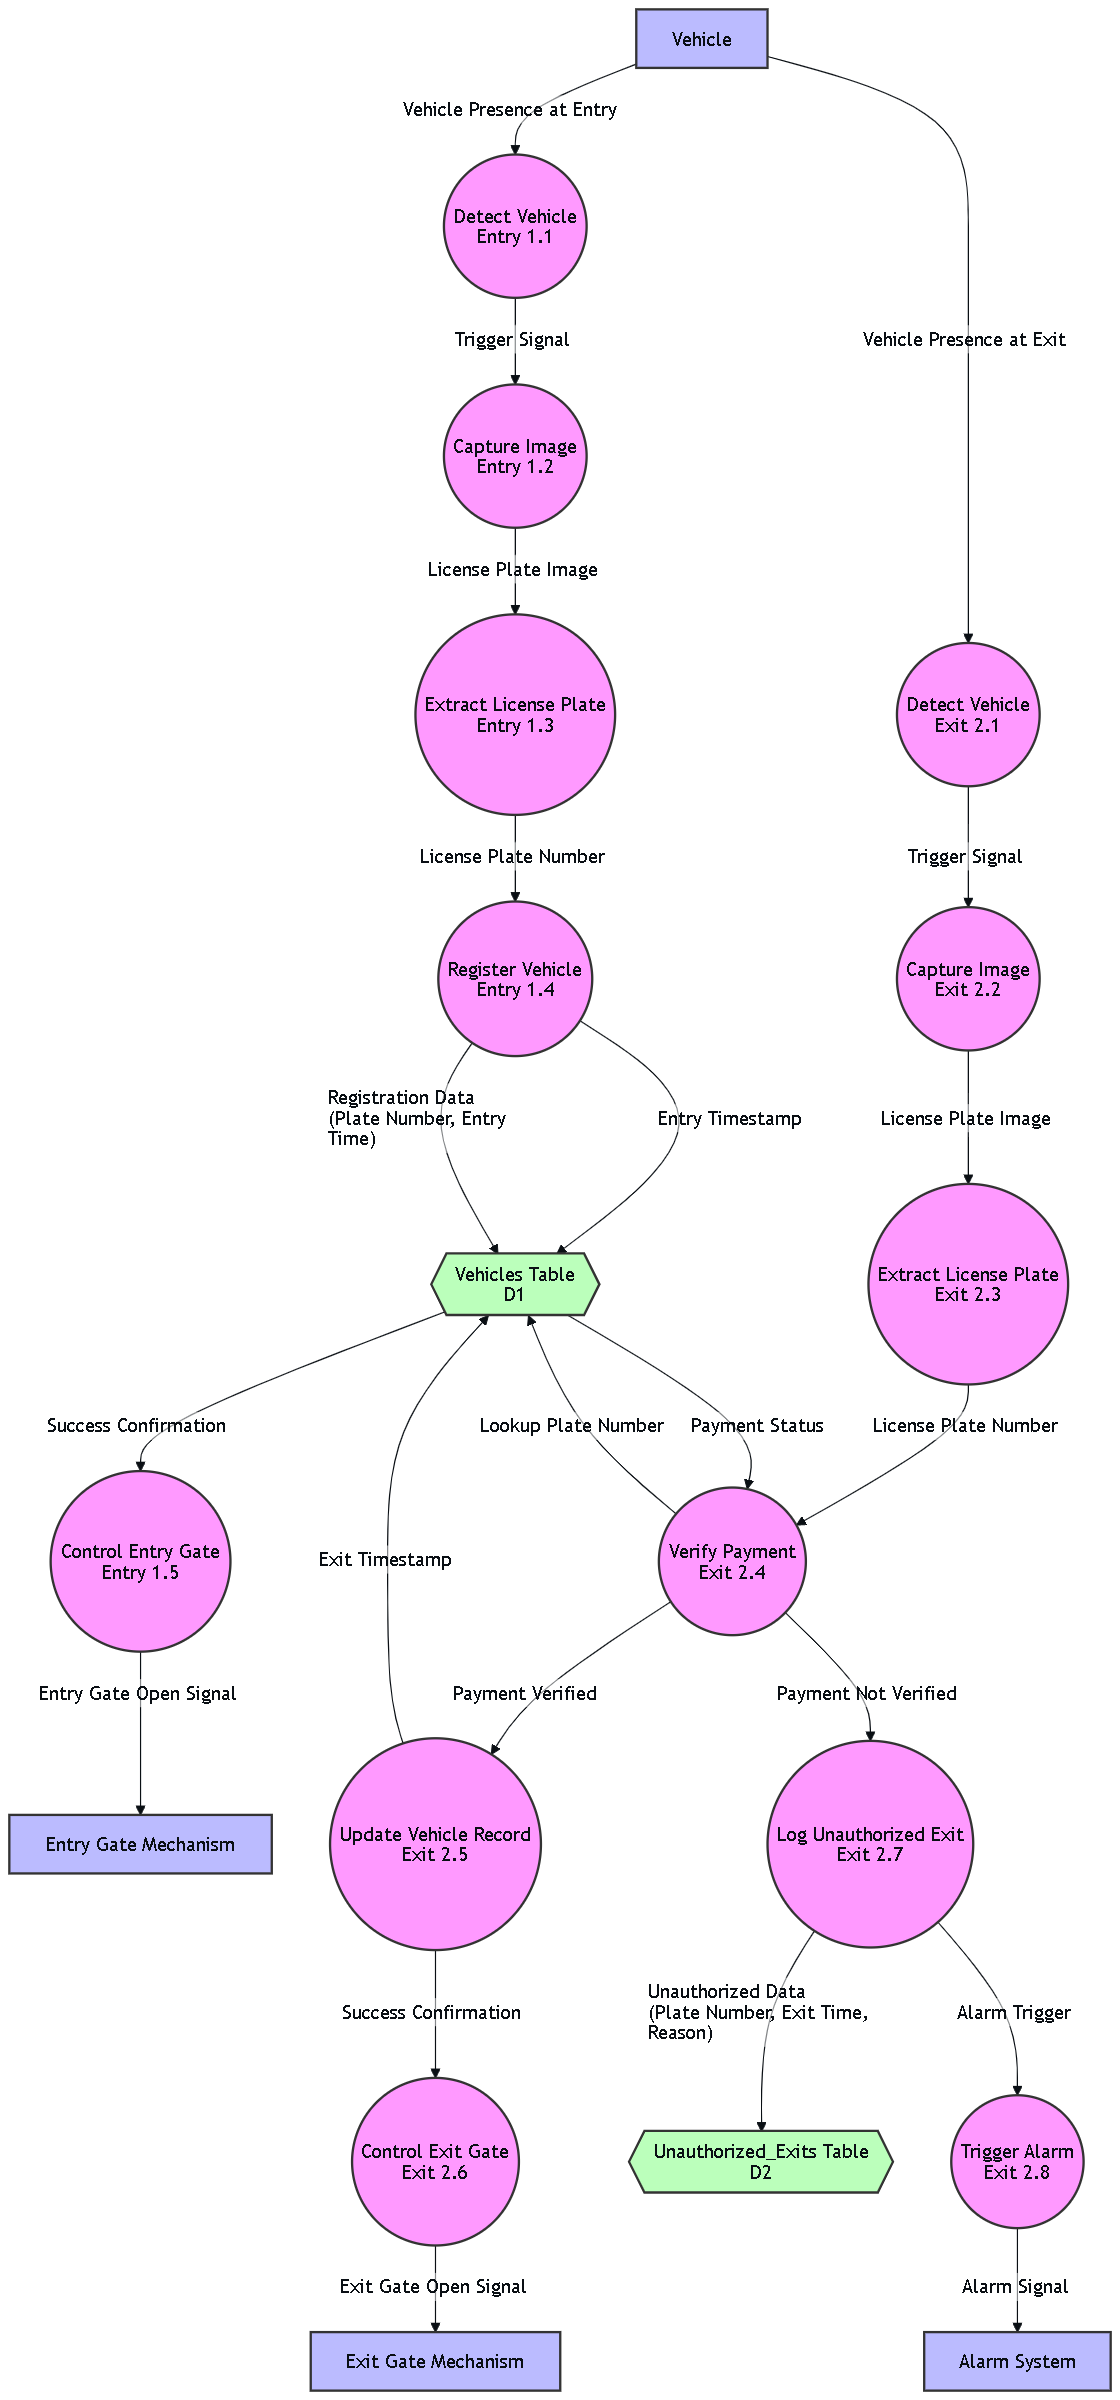 Vehicle
Vehicle Presence at Entry
Detect Vehicle
Entry 1.1
Trigger Signal
Vehicle Presence at Exit
Capture Image
Entry 1.2
License Plate Image
Extract License Plate
Entry 1.3
Detect Vehicle
Exit 2.1
License Plate Number
Trigger Signal
Register Vehicle
Entry 1.4
Capture Image
Exit 2.2
Registration Data
(Plate Number, Entry
Time)
Entry Timestamp
License Plate Image
Vehicles Table
D1
Extract License Plate
Exit 2.3
Success Confirmation
Lookup Plate Number
Payment Status
License Plate Number
Control Entry Gate
Entry 1.5
Exit Timestamp
Verify Payment
Exit 2.4
Entry Gate Open Signal
Payment Verified
Payment Not Verified
Entry Gate Mechanism
Update Vehicle Record
Exit 2.5
Log Unauthorized Exit
Exit 2.7
Success Confirmation
Unauthorized Data
(Plate Number, Exit Time,
Reason)
Alarm Trigger
Control Exit Gate
Exit 2.6
Unauthorized_Exits Table
D2
Trigger Alarm
Exit 2.8
Exit Gate Open Signal
Alarm Signal
Exit Gate Mechanism
Alarm System